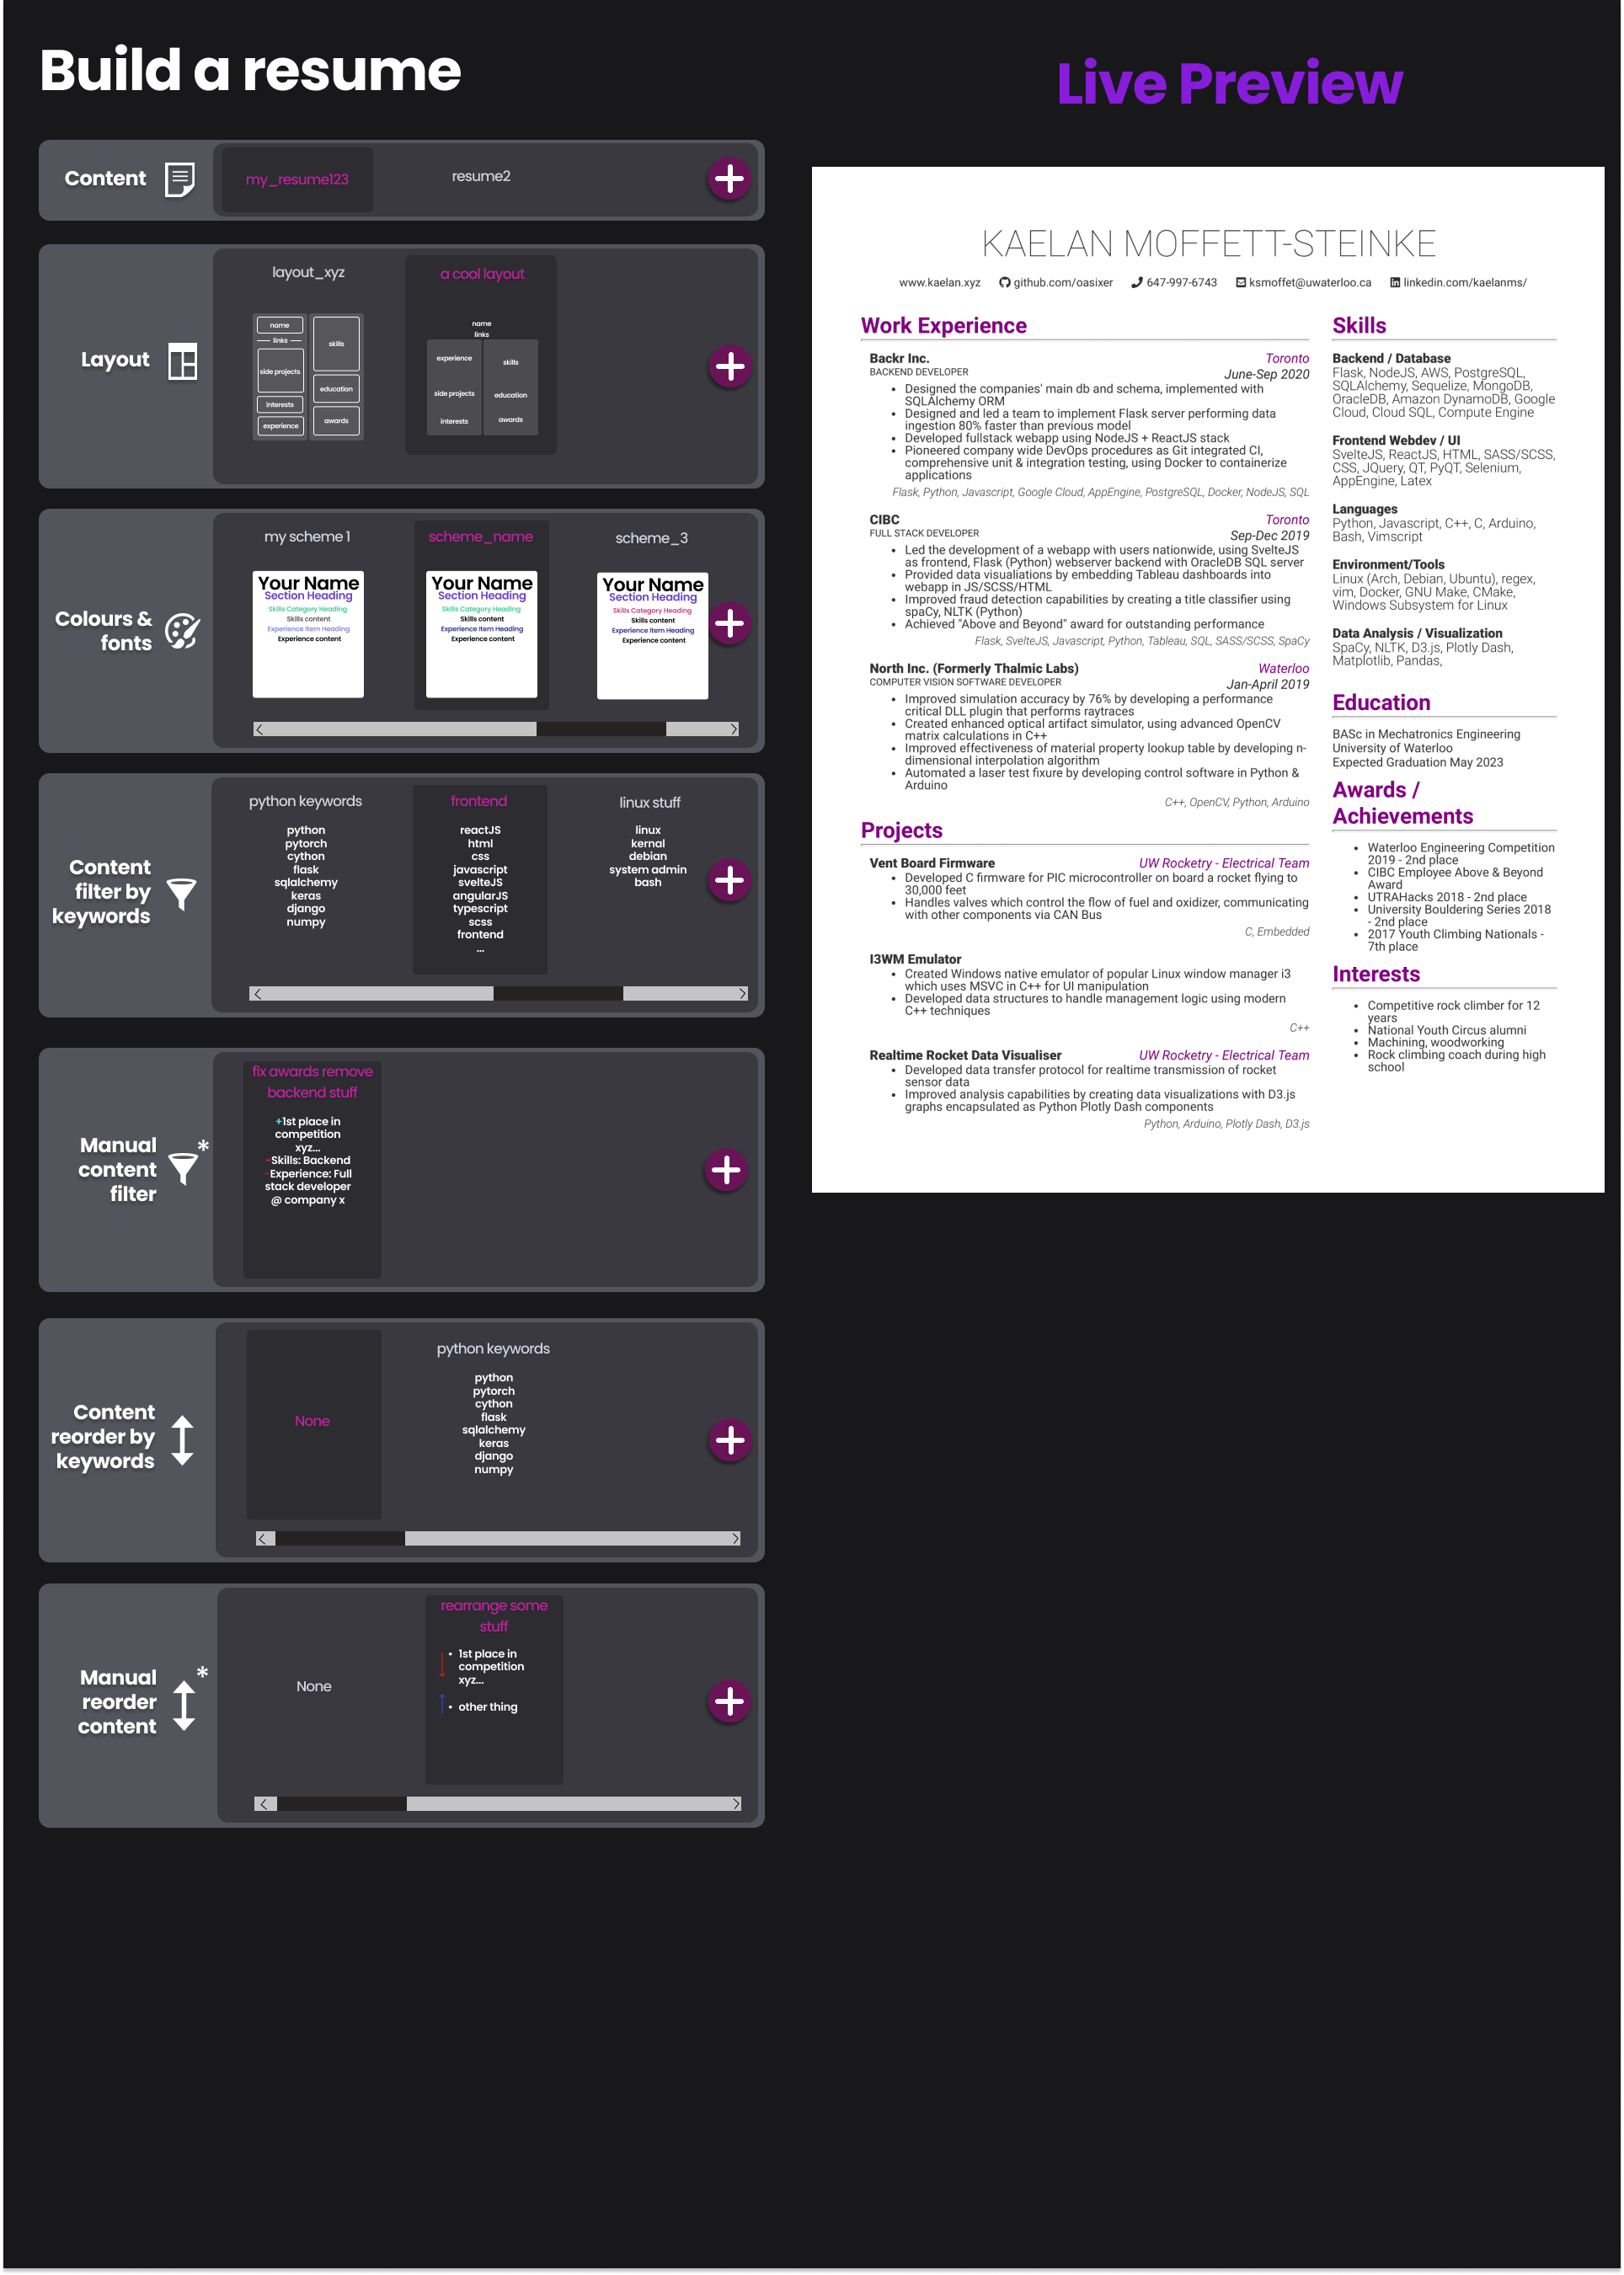 Build a resume
Content
my_resume123
resume2
Layout
layout_xyz
name
links
side projects
interests
experience
skills
education
awards
a cool layout
name
links
experience
side projects
interests
skills
education
awards
Colours &
fonts
my scheme 1
Your Name
Section Heading
Skills Category Heading
Skills content
Experience Item Heading
Experience content
scheme_name
Your Name
Section Heading
Skills Category Heading
Skills content
Experience Item Heading
Experience content
scheme_3
Your Name
Section Heading
Skills Category Heading
Skills content
Experience Item Heading
Experience content
Content
filter by
keywords
python keywords
python
pytorch
cython
flask
sqlalchemy
keras
django
numpy
frontend
reactJS
html
css
javascript
svelteJS
angularJS
typescript
scss
frontend
...
linux stuff
linux
kernal
debian
system admin
bash
Manual
content
filter
*
fix awards remove
backend stuff
+1st place in
competition
xyz...
-Skills: Backend
-Experience: Full
stack developer
@ company x
Content
reorder by
keywords
None
python keywords
python
pytorch
cython
flask
sqlalchemy
keras
django
numpy
Manual
reorder
content
*
None
rearrange some
stuff
• 1st place in
competition
xyz...
• other thing
Live Preview
KAELAN MOFFETT-STEINKE
www.kaelan.xyz github.com/oasixer 647-997-6743 ksmoffet@uwaterloo.ca linkedin.com/kaelanms/
Work Experience
Backr Inc. Toronto
BACKEND DEVELOPER June-Sep 2020
• Designed the companies' main db and schema, implemented with
SQLAlchemy ORM
• Designed and led a team to implement Flask server performing data
ingestion 80% faster than previous model
• Developed fullstack webapp using NodeJS + ReactJS stack
• Pioneered company wide DevOps procedures as Git integrated CI,
comprehensive unit & integration testing, using Docker to containerize
applications
Flask, Python, Javascript, Google Cloud, AppEngine, PostgreSQL, Docker, NodeJS, SQL
CIBC Toronto
FULL STACK DEVELOPER Sep-Dec 2019
• Led the development of a webapp with users nationwide, using SvelteJS
as frontend, Flask (Python) webserver backend with OracleDB SQL server
• Provided data visualiations by embedding Tableau dashboards into
webapp in JS/SCSS/HTML
• Improved fraud detection capabilities by creating a title classifier using
spaCy, NLTK (Python)
• Achieved "Above and Beyond" award for outstanding performance
Flask, SvelteJS, Javascript, Python, Tableau, SQL, SASS/SCSS, SpaCy
North Inc. (Formerly Thalmic Labs) Waterloo
COMPUTER VISION SOFTWARE DEVELOPER Jan-April 2019
• Improved simulation accuracy by 76% by developing a performance
critical DLL plugin that performs raytraces
• Created enhanced optical artifact simulator, using advanced OpenCV
matrix calculations in C++
• Improved effectiveness of material property lookup table by developing n-
dimensional interpolation algorithm
• Automated a laser test fixure by developing control software in Python &
Arduino
C++, OpenCV, Python, Arduino
Projects
Vent Board Firmware UW Rocketry - Electrical Team
• Developed C firmware for PIC microcontroller on board a rocket flying to
30,000 feet
• Handles valves which control the flow of fuel and oxidizer, communicating
with other components via CAN Bus
C, Embedded
I3WM Emulator
• Created Windows native emulator of popular Linux window manager i3
which uses MSVC in C++ for UI manipulation
• Developed data structures to handle management logic using modern
C++ techniques
C++
Realtime Rocket Data Visualiser UW Rocketry - Electrical Team
• Developed data transfer protocol for realtime transmission of rocket
sensor data
• Improved analysis capabilities by creating data visualizations with D3.js
graphs encapsulated as Python Plotly Dash components
Python, Arduino, Plotly Dash, D3.js
Skills
Backend / Database
Flask, NodeJS, AWS, PostgreSQL,
SQLAlchemy, Sequelize, MongoDB,
OracleDB, Amazon DynamoDB, Google
Cloud, Cloud SQL, Compute Engine
Frontend Webdev / UI
SvelteJS, ReactJS, HTML, SASS/SCSS,
CSS, JQuery, QT, PyQT, Selenium,
AppEngine, Latex
Languages
Python, Javascript, C++, C, Arduino,
Bash, Vimscript
Environment/Tools
Linux (Arch, Debian, Ubuntu), regex,
vim, Docker, GNU Make, CMake,
Windows Subsystem for Linux
Data Analysis / Visualization
SpaCy, NLTK, D3.js, Plotly Dash,
Matplotlib, Pandas,
Education
BASc in Mechatronics Engineering
University of Waterloo
Expected Graduation May 2023
Awards /
Achievements
• Waterloo Engineering Competition
2019 - 2nd place
• CIBC Employee Above & Beyond
Award
• UTRAHacks 2018 - 2nd place
• University Bouldering Series 2018
- 2nd place
• 2017 Youth Climbing Nationals -
7th place
Interests
• Competitive rock climber for 12
years
• National Youth Circus alumni
• Machining, woodworking
• Rock climbing coach during high
school